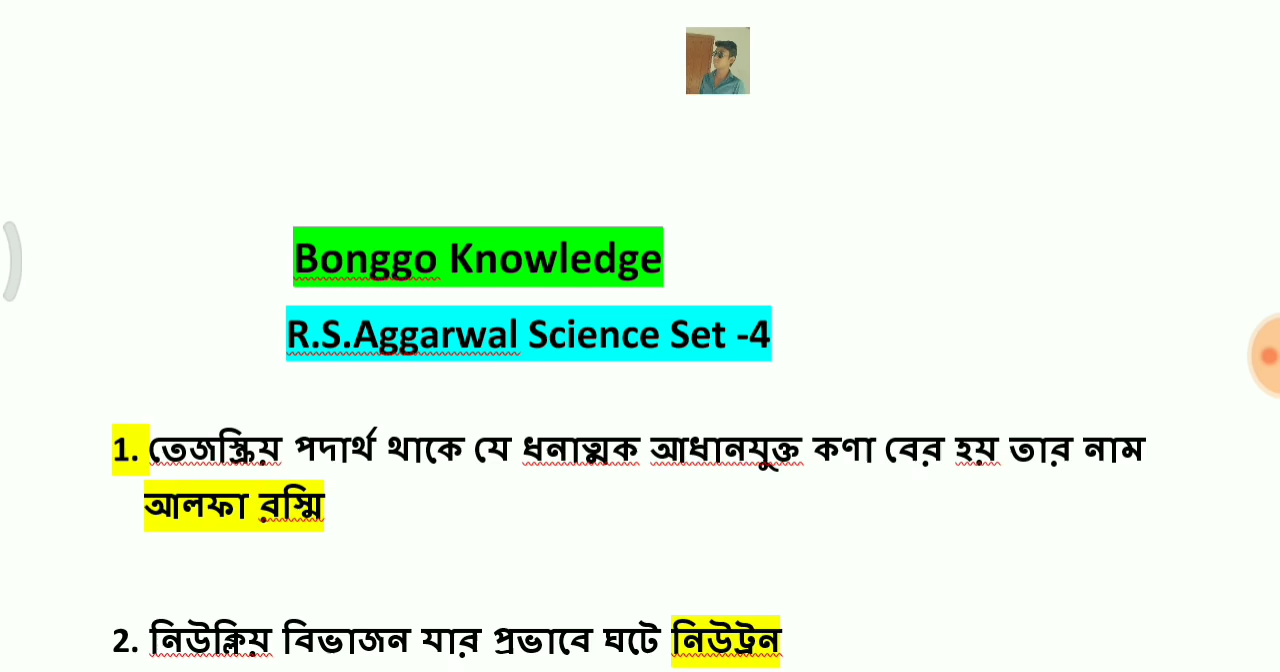 Bonggo Knowledge
R.S.Aggarwal Science Set -4
1. তেজস্ক্রিয় পদার্থ থাকে যে ধনাত্মক আধানযুক্ত কণা বের হয় তার নাম
আলফা রস্মি
2. নিউক্লিয় বিভাজন যার প্রভাবে ঘটে নিউট্রন